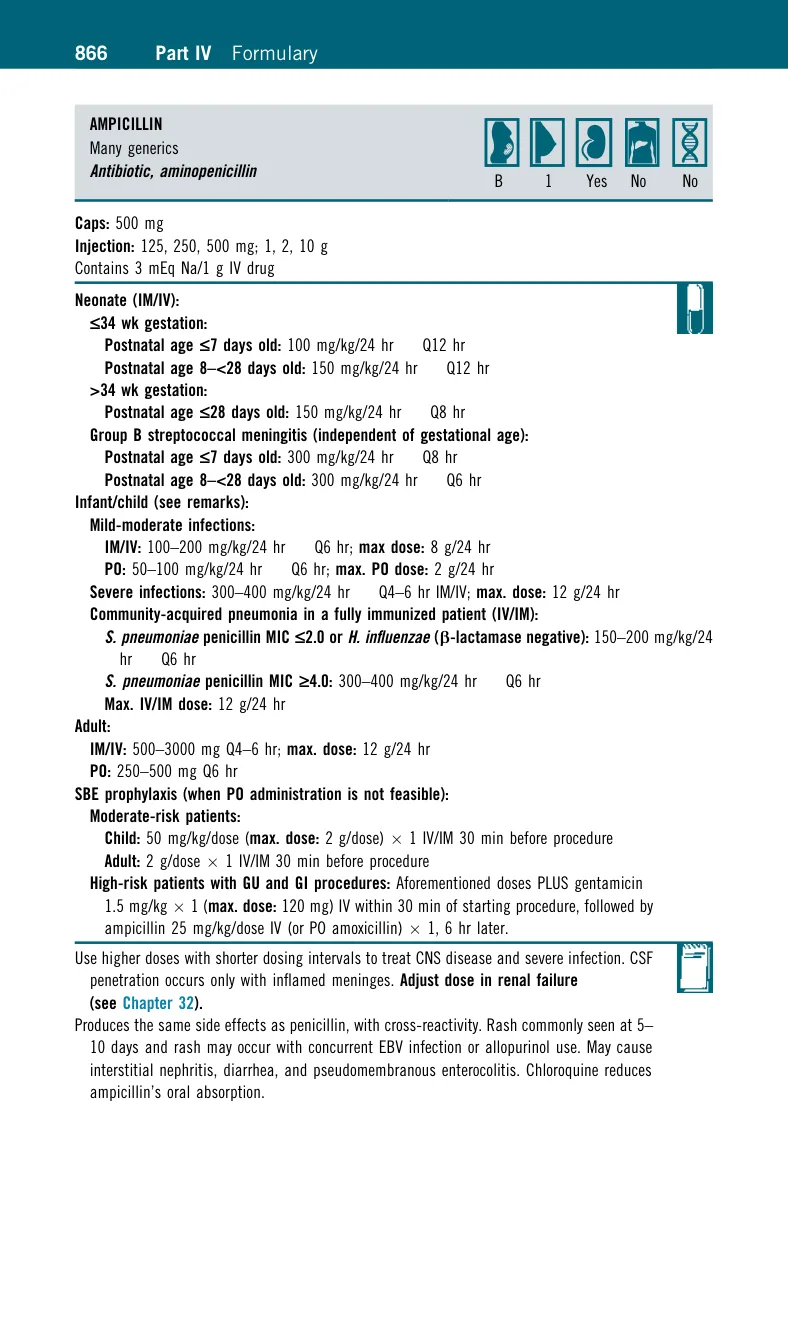 866 Part IV Formulary
AMPICILLIN
Many generics
Antibiotic, aminopenicillin
B 1 Yes No No
Caps: 500 mg
Injection: 125, 250, 500 mg; 1, 2, 10 g
Contains 3 mEq Na/1 g IV drug
Neonate (IM/IV):
≤34 wk gestation:
Postnatal age ≤7 days old: 100 mg/kg/24 hr Q12 hr
Postnatal age 8–<28 days old: 150 mg/kg/24 hr Q12 hr
>34 wk gestation:
Postnatal age ≤28 days old: 150 mg/kg/24 hr Q8 hr
Group B streptococcal meningitis (independent of gestational age):
Postnatal age ≤7 days old: 300 mg/kg/24 hr Q8 hr
Postnatal age 8–<28 days old: 300 mg/kg/24 hr Q6 hr
Infant/child (see remarks):
Mild-moderate infections:
IM/IV: 100–200 mg/kg/24 hr Q6 hr; max dose: 8 g/24 hr
PO: 50–100 mg/kg/24 hr Q6 hr; max. PO dose: 2 g/24 hr
Severe infections: 300–400 mg/kg/24 hr Q4–6 hr IM/IV; max. dose: 12 g/24 hr
Community-acquired pneumonia in a fully immunized patient (IV/IM):
S. pneumoniae penicillin MIC ≤2.0 or H. influenzae (β-lactamase negative): 150–200 mg/kg/24
hr Q6 hr
S. pneumoniae penicillin MIC ≥4.0: 300–400 mg/kg/24 hr Q6 hr
Max. IV/IM dose: 12 g/24 hr
Adult:
IM/IV: 500–3000 mg Q4–6 hr; max. dose: 12 g/24 hr
PO: 250–500 mg Q6 hr
SBE prophylaxis (when PO administration is not feasible):
Moderate-risk patients:
Child: 50 mg/kg/dose (max. dose: 2 g/dose) × 1 IV/IM 30 min before procedure
Adult: 2 g/dose × 1 IV/IM 30 min before procedure
High-risk patients with GU and GI procedures: Aforementioned doses PLUS gentamicin
1.5 mg/kg × 1 (max. dose: 120 mg) IV within 30 min of starting procedure, followed by
ampicillin 25 mg/kg/dose IV (or PO amoxicillin) × 1, 6 hr later.
Use higher doses with shorter dosing intervals to treat CNS disease and severe infection. CSF
penetration occurs only with inflamed meninges. Adjust dose in renal failure
(see Chapter 32).
Produces the same side effects as penicillin, with cross-reactivity. Rash commonly seen at 5–
10 days and rash may occur with concurrent EBV infection or allopurinol use. May cause
interstitial nephritis, diarrhea, and pseudomembranous enterocolitis. Chloroquine reduces
ampicillin's oral absorption.